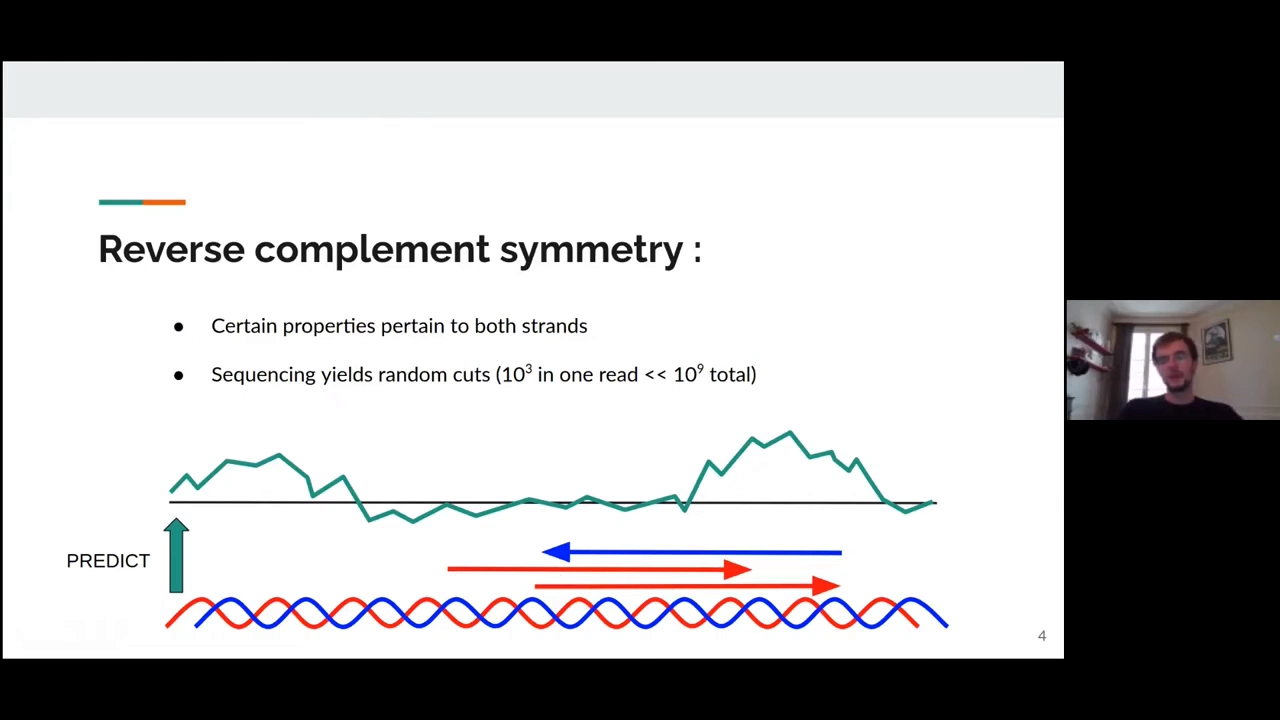 Reverse complement symmetry :
● Certain properties pertain to both strands
● Sequencing yields random cuts (10³ in one read << 10⁹ total)
PREDICT
4